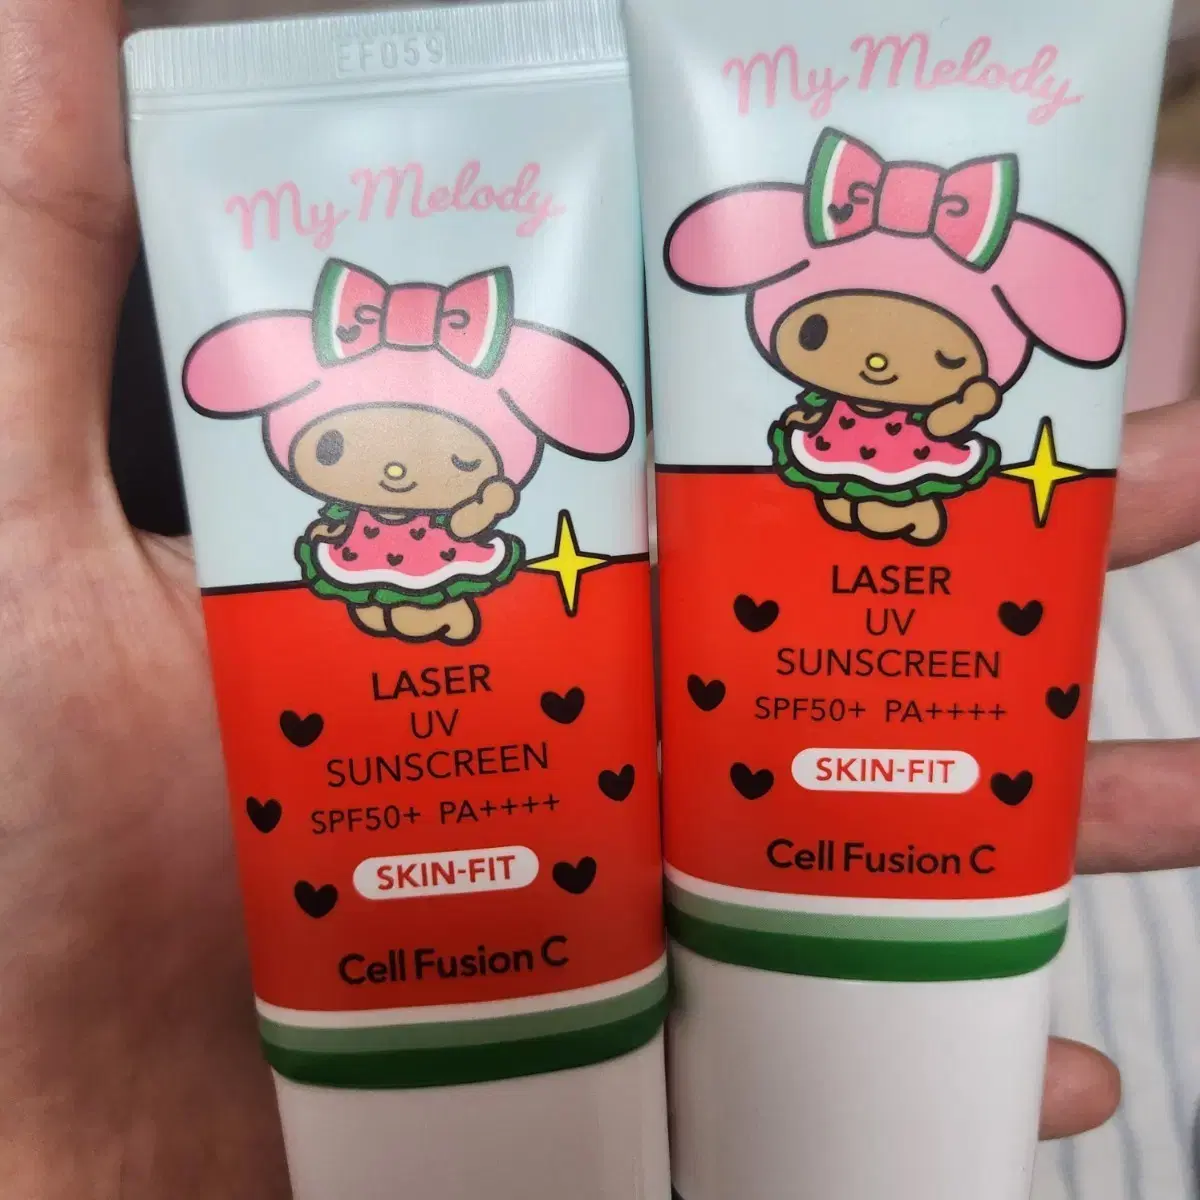 EF059
My Melody
LASER
UV
SUNSCREEN
SPF50+ PA++++
SKIN-FIT
Cell Fusion C
My Melody
LASER
UV
SUNSCREEN
SPF50+ PA++++
SKIN-FIT
Cell Fusion C